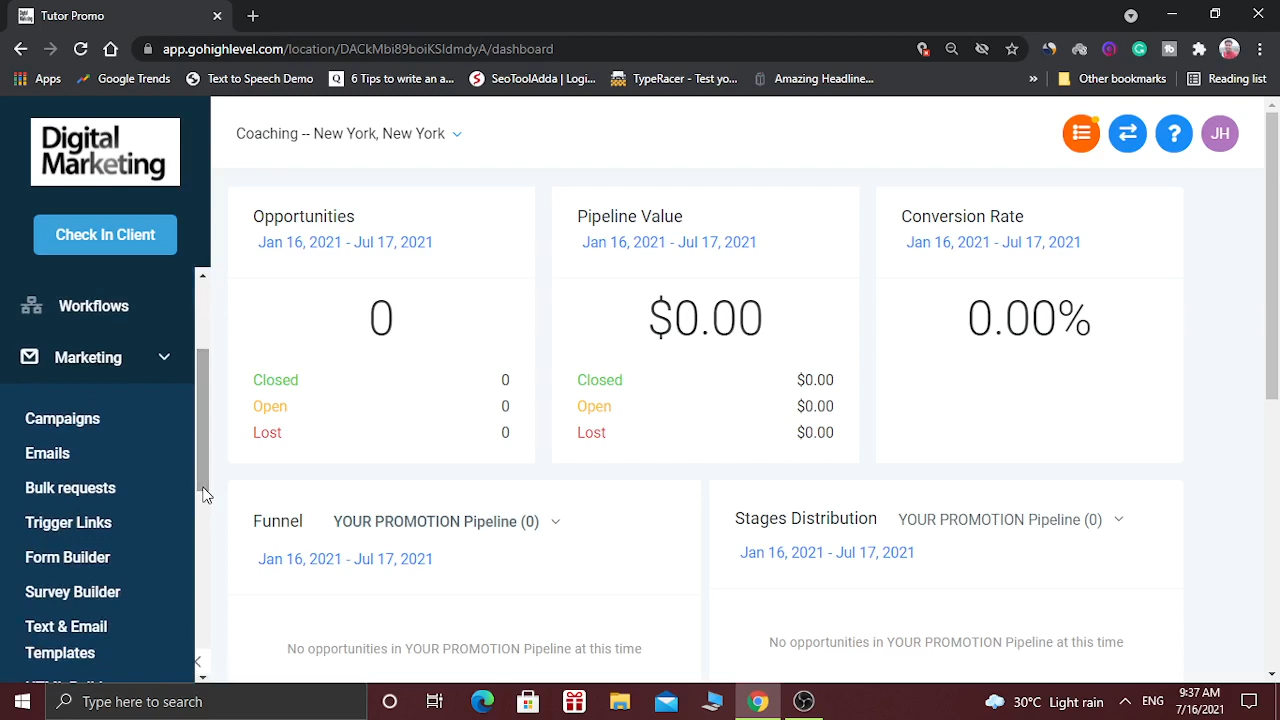 Tutor Promo
app.gohighlevel.com/location/DACkMbi89boiKSIdmdyA/dashboard
Apps
Google Trends
Text to Speech Demo
6 Tips to write an a...
SeoToolAdda | Logi...
TypeRacer - Test yo...
Amazing Headline...
»
Other bookmarks
Reading list
Digital
Marketing
Check In Client
Workflows
Marketing
Campaigns
Emails
Bulk requests
Trigger Links
Form Builder
Survey Builder
Text & Email
Templates
Coaching -- New York, New York
?
JH
Opportunities
Jan 16, 2021 - Jul 17, 2021
0
Closed 0
Open 0
Lost 0
Pipeline Value
Jan 16, 2021 - Jul 17, 2021
$0.00
Closed $0.00
Open $0.00
Lost $0.00
Conversion Rate
Jan 16, 2021 - Jul 17, 2021
0.00%
Funnel YOUR PROMOTION Pipeline (0)
Jan 16, 2021 - Jul 17, 2021
No opportunities in YOUR PROMOTION Pipeline at this time
Stages Distribution YOUR PROMOTION Pipeline (0)
Jan 16, 2021 - Jul 17, 2021
No opportunities in YOUR PROMOTION Pipeline at this time
Type here to search
30°C Light rain
ENG
9:37 AM
7/16/2021